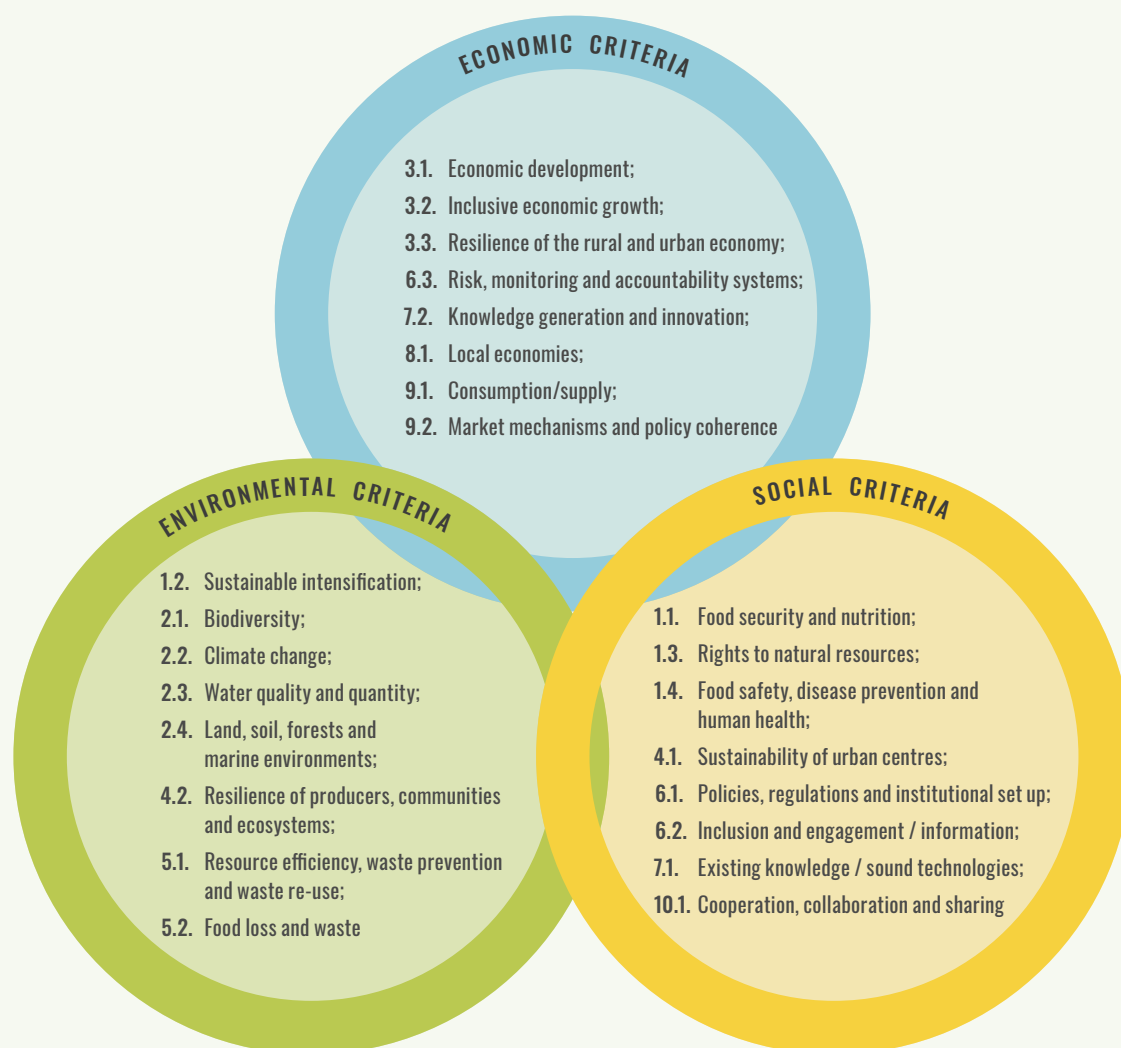 ECONOMIC CRITERIA
3.1. Economic development;
3.2. Inclusive economic growth;
3.3. Resilience of the rural and urban economy;
6.3. Risk, monitoring and accountability systems;
7.2. Knowledge generation and innovation;
8.1. Local economies;
9.1. Consumption/supply;
9.2. Market mechanisms and policy coherence
ENVIRONMENTAL CRITERIA
1.2. Sustainable intensification;
2.1. Biodiversity;
2.2. Climate change;
2.3. Water quality and quantity;
2.4. Land, soil, forests and
marine environments;
4.2. Resilience of producers, communities
and ecosystems;
5.1. Resource efficiency, waste prevention
and waste re-use;
5.2. Food loss and waste
SOCIAL CRITERIA
1.1. Food security and nutrition;
1.3. Rights to natural resources;
1.4. Food safety, disease prevention and
human health;
4.1. Sustainability of urban centres;
6.1. Policies, regulations and institutional set up;
6.2. Inclusion and engagement / information;
7.1. Existing knowledge / sound technologies;
10.1. Cooperation, collaboration and sharing